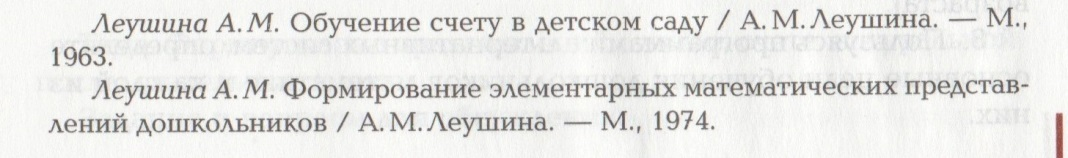 Леушина А. М. Обучение счету в детском саду / А. М. Леушина. — М.,
1963.
Леушина А. М. Формирование элементарных математических представ-
лений дошкольников / А. М. Леушина. — М., 1974.